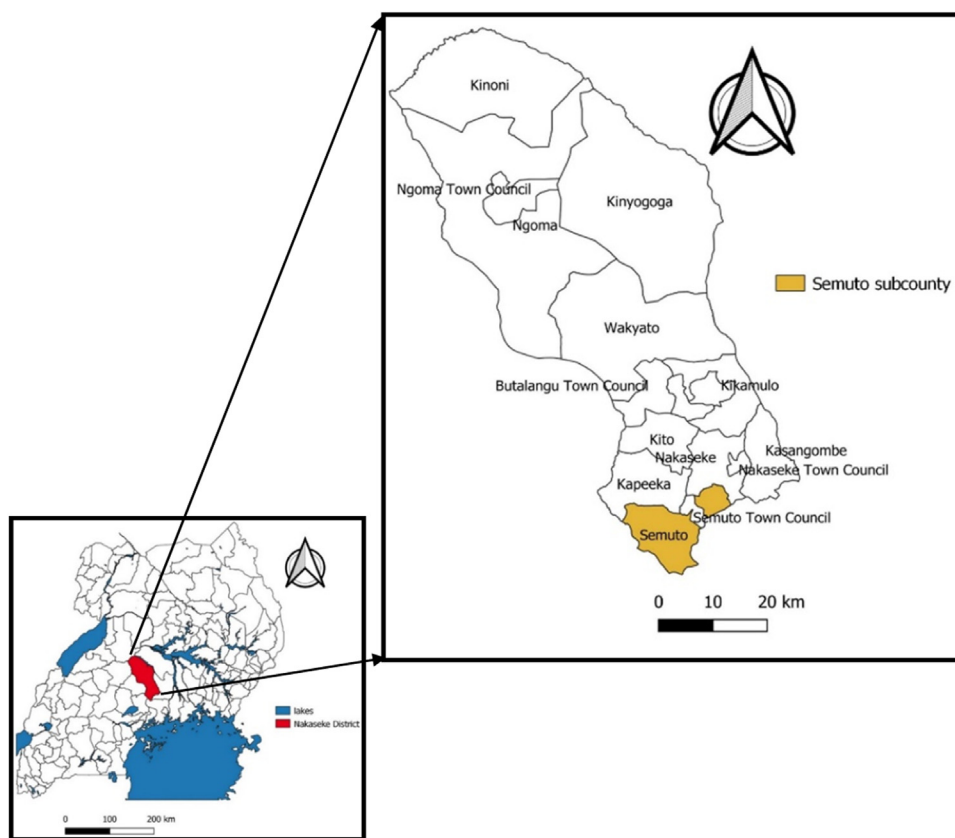 Kinoni
Ngoma Town Council
Kinyogoga
Ngoma
Semuto subcounty
Wakyato
Butalangu Town Council
Kikamulo
Kito
Nakaseke
Kasangombe
Nakaseke Town Council
Kapeeka
Semuto Town Council
Semuto
0 10 20 km
lakes
Nakaseke District
0 100 200 km